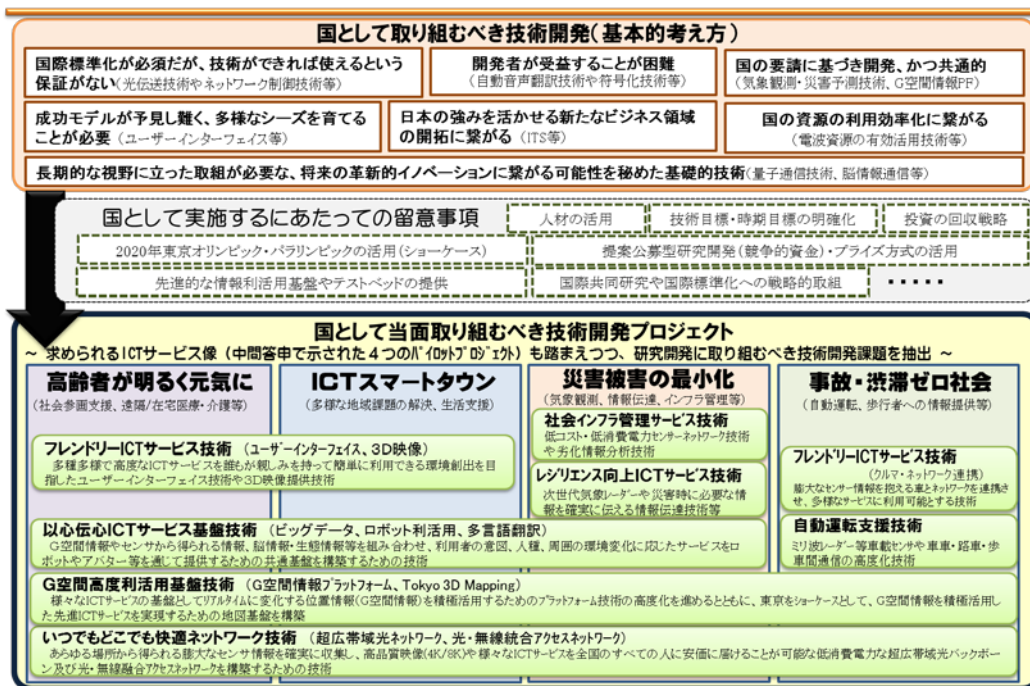 国として取り組むべき技術開発(基本的考え方)
国際標準化が必須だが、技術ができれば使えるという
保証がない(光伝送技術やネットワーク制御技術等)
開発者が受益することが困難
(自動音声翻訳技術や符号化技術等)
国の要請に基づき開発、かつ共通的
(気象観測・災害予測技術、G空間情報PF)
成功モデルが予見し難く、多様なシーズを育てる
ことが必要(ユーザーインターフェイス等)
日本の強みを活かせる新たなビジネス領域
の開拓に繋がる(ITS等)
国の資源の利用効率化に繋がる
(電波資源の有効活用技術等)
長期的な視野に立った取組が必要な、将来の革新的イノベーションに繋がる可能性を秘めた基礎的技術(量子通信技術、脳情報通信等)
国として実施するにあたっての留意事項
人材の活用
技術目標・時期目標の明確化
投資の回収戦略
2020年東京オリンピック・パラリンピックの活用(ショーケース)
提案公募型研究開発(競争的資金)・プライズ方式の活用
先進的な情報利活用基盤やテストベッドの提供
国際共同研究や国際標準化への戦略的取組
・・・・・
国として当面取り組むべき技術開発プロジェクト
~ 求められるICTサービス像(中間答申で示された4つのパイロットプロジェクト)も踏まえつつ、研究開発に取り組むべき技術開発課題を抽出 ~
高齢者が明るく元気に
(社会参画支援、遠隔/在宅医療・介護等)
ICTスマートタウン
(多様な地域課題の解決、生活支援)
災害被害の最小化
(気象観測、情報伝達、インフラ管理等)
事故・渋滞ゼロ社会
(自動運転、歩行者への情報提供等)
社会インフラ管理サービス技術
低コスト・低消費電力センサーネットワーク技術
や劣化情報分析技術
フレンドリーICTサービス技術 (ユーザーインターフェイス、3D映像)
多種多様で高度なICTサービスを誰もが親しみを持って簡単に利用できる環境創出を目
指したユーザーインターフェイス技術や3D映像提供技術
レジリエンス向上ICTサービス技術
次世代気象レーダーや災害時に必要な情
報を確実に伝える情報伝達技術等
フレンドリーICTサービス技術
(クルマ・ネットワーク連携)
膨大なセンサー情報を抱える車とネットワークを連携さ
せ、多様なサービスに利用可能とする技術
以心伝心ICTサービス基盤技術 (ビッグデータ、ロボット利活用、多言語翻訳)
G空間情報やセンサから得られる情報、脳情報・生態情報等を組み合わせ、利用者の意図、人種、周囲の環境変化に応じたサービスをロ
ボットやアバター等を通じて提供するための共通基盤を構築するための技術
自動運転支援技術
ミリ波レーダー等車載センサや車車・路車・歩
車間通信の高度化技術
G空間高度利活用基盤技術 (G空間情報プラットフォーム、Tokyo 3D Mapping)
様々なICTサービスの基盤としてリアルタイムに変化する位置情報(G空間情報)を積極活用するためのプラットフォーム技術の高度化を進めるとともに、東京をショーケースとして、G空間情報を積極活用し
た先進ICTサービスを実現するための地図基盤を構築
いつでもどこでも快適ネットワーク技術 (超広帯域光ネットワーク、光・無線統合アクセスネットワーク)
あらゆる場所から得られる膨大なセンサ情報を確実に収集し、高品質映像(4K/8K)や様々なICTサービスを全国のすべての人に安価に届けることが可能な低消費電力な超広帯域光バックボー
ン及び光・無線融合アクセスネットワークを構築するための技術